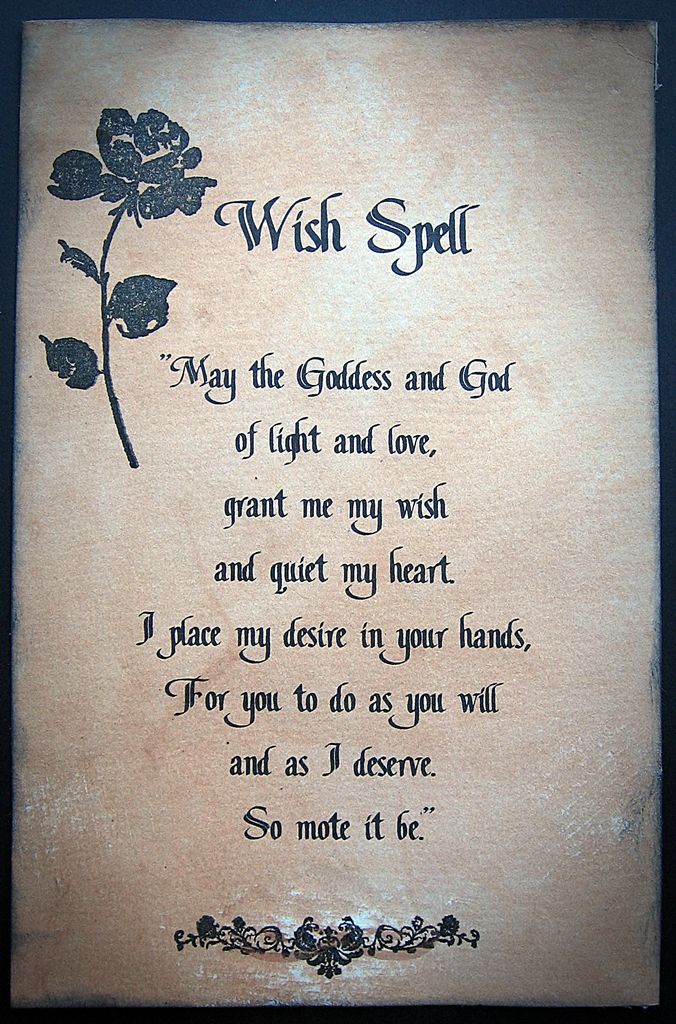 Wish Spell
"May the Goddess and God
of light and love,
grant me my wish
and quiet my heart.
I place my desire in your hands,
For you to do as you will
and as I deserve.
So mote it be."